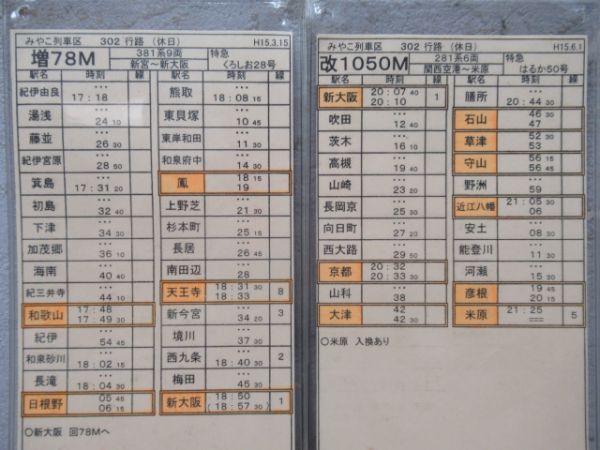 みやこ列車区 302 行路 (休日) H15.3.15
増78M 381系9両 特急
新宮～新大阪 くろしお28号
駅名 時刻 線 駅名 時刻 線
紀伊由良 … 17:18
湯浅 … 24 10
藤並 … 26 30
紀伊宮原 … 28 50
箕島 … 17:31 20
初島 … 32 40
下津 … 34 30
加茂郷 … 36 10
海南 … 40 40
紀三井寺 … 44 10
和歌山 17:48 17:49 30
紀伊 … 54 45
和泉砂川 … 18:02 15
長滝 … 18:04 30
日根野 05 45 06 15
熊取 … 18:08 15
東貝塚 … 10 45
東岸和田 … 11 30
和泉府中 … 14 30
鳳 18 15 19
上野芝 … 21 30
杉本町 … 25 15
長居 … 26 45
南田辺 … 28
天王寺 18:31 30 18:33 8
新今宮 … 34 20 3
境川 … 37
西九条 … 18:40 30 2
梅田 … 45 30
新大阪 18:50 (18:57 30) 1
○新大阪 回78Mへ
みやこ列車区 302 行路 (休日) H15.6.1
改1050M 381系6両 特急
関西空港～米原 はるか50号
駅名 時刻 線 駅名 時刻 線
新大阪 20:07 40 20:10 1
吹田 … 12 40
茨木 … 16 10
高槻 … 19 40
山崎 … 23 20
長岡京 … 25 30
向日町 … 27
西大路 … 29 50
京都 20:32 20:33 30
山科 … 38
大津 42 42 30
膳所 … 20:44 30
石山 46 47 30
草津 52 53 30
守山 56 15 56 45
野洲 … 59
近江八幡 21:05 30 06
安土 … 08 30
能登川 … 11 30
河瀬 … 15 30
彦根 19 45 20 15
米原 21:25 == 5
○米原 入換あり